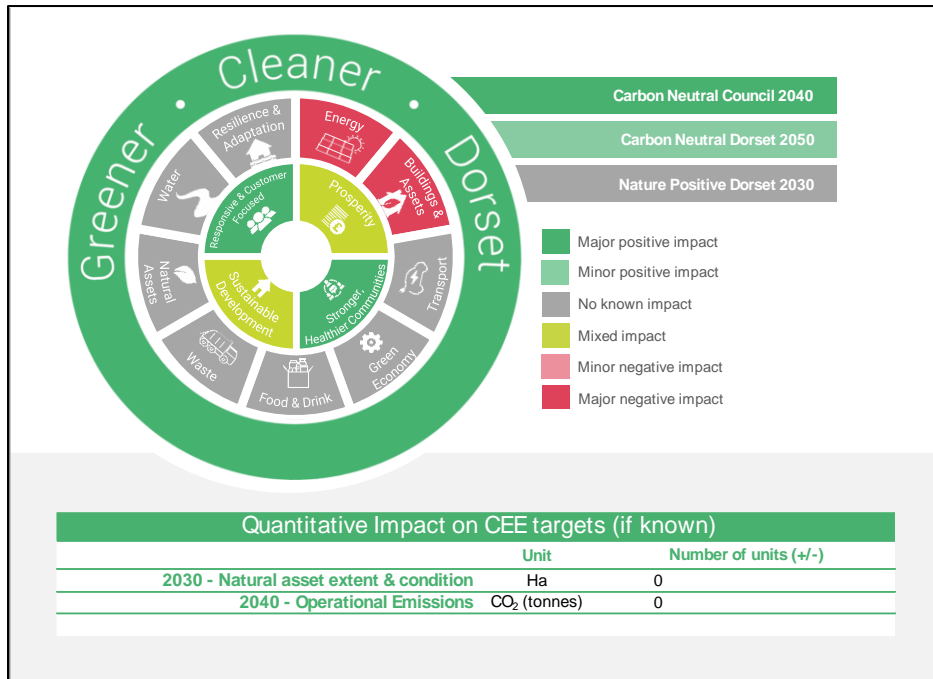 Greener • Cleaner • Dorset
Resilience &
Adaptation
Energy
Buildings &
Assets
Transport
Green
Economy
Food & Drink
Waste
Natural
Assets
Water
Responsive & Customer
Focused
Prosperity
£
Stronger,
Healthier Communities
Sustainable
Development
Carbon Neutral Council 2040
Carbon Neutral Dorset 2050
Nature Positive Dorset 2030
Major positive impact
Minor positive impact
No known impact
Mixed impact
Minor negative impact
Major negative impact
Quantitative Impact on CEE targets (if known)
Unit Number of units (+/-)
2030 - Natural asset extent & condition Ha 0
2040 - Operational Emissions CO₂ (tonnes) 0